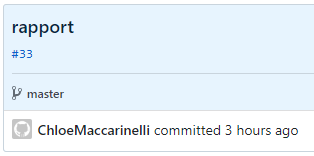 rapport
#33
master
ChloeMaccarinelli committed 3 hours ago